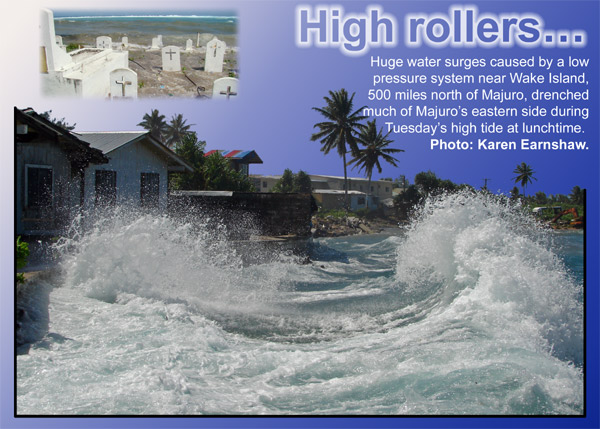 High rollers...
Huge water surges caused by a low
pressure system near Wake Island,
500 miles north of Majuro, drenched
much of Majuro's eastern side during
Tuesday's high tide at lunchtime.
Photo: Karen Earnshaw.